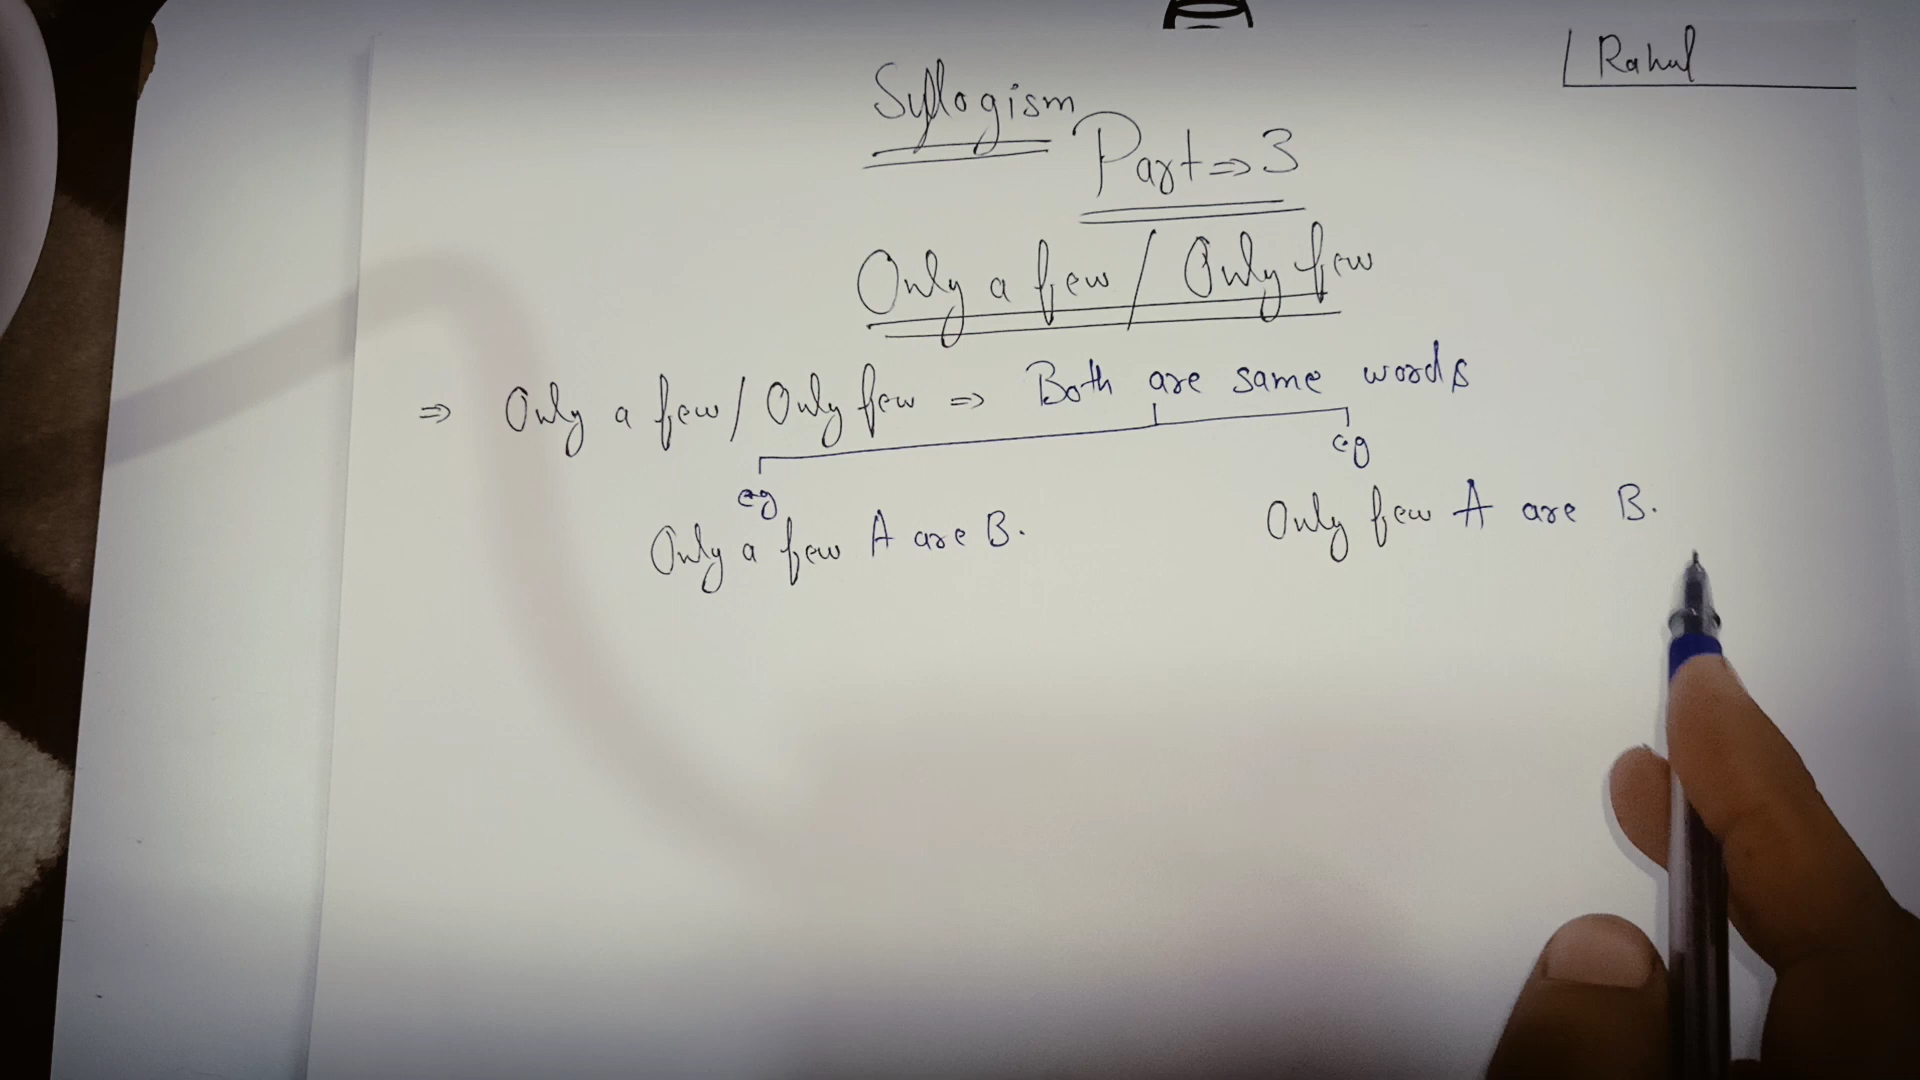 Rahul
Syllogism
Part => 3
Only a few / Only few
=> Only a few / Only few => Both are same words
eg
eg
Only a few A are B.
Only few A are B.